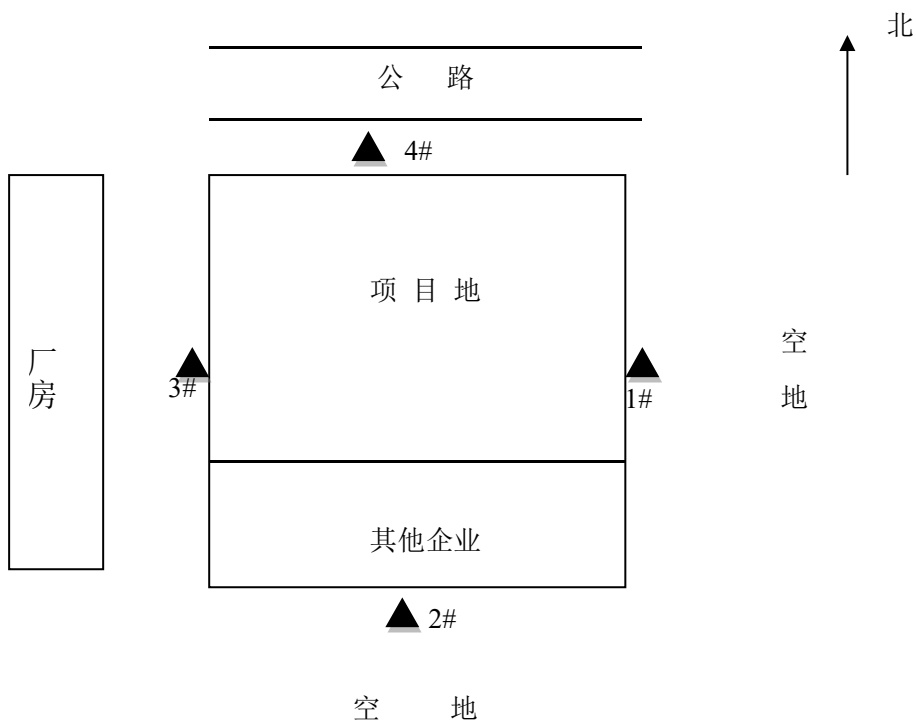 北
公 路
4#
项 目 地
厂
房
3#
1#
空
地
其他企业
2#
空 地